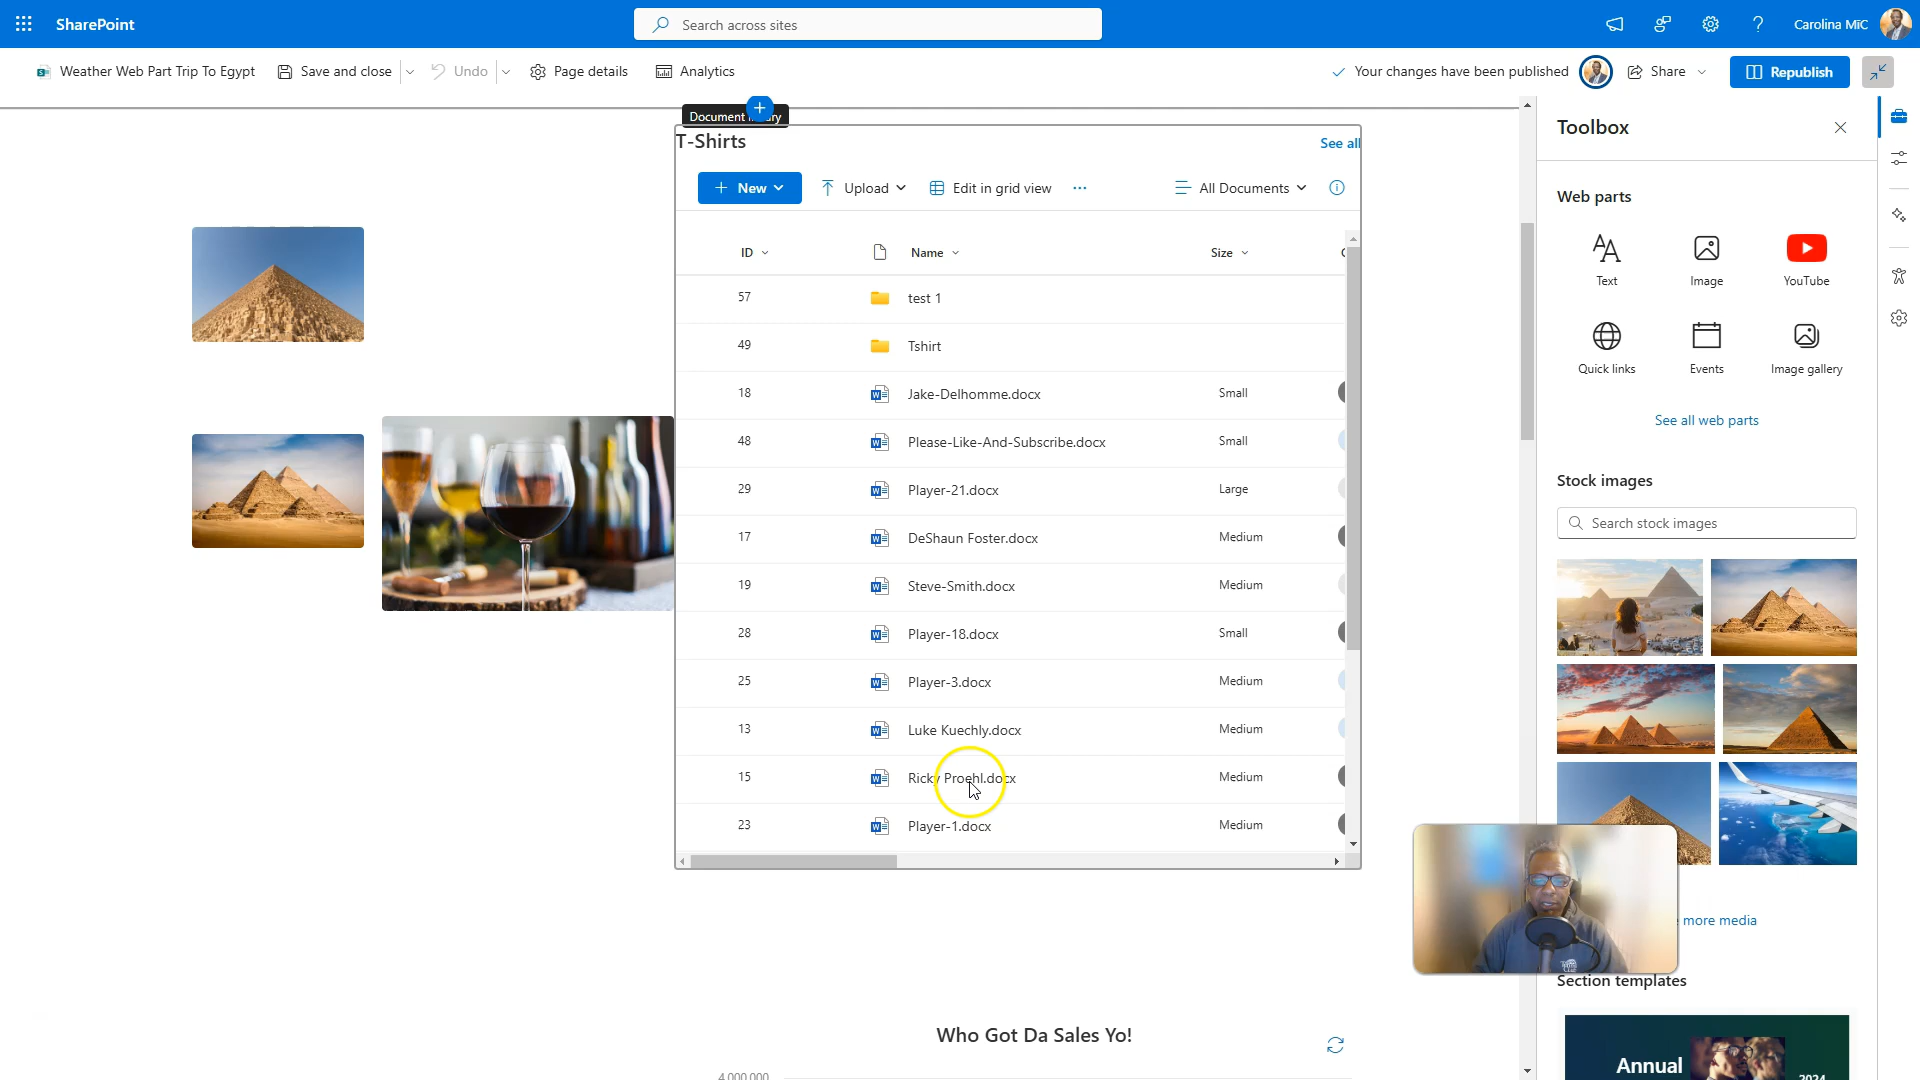 SharePoint
Search across sites
Carolina MiC
Weather Web Part Trip To Egypt
Save and close
Undo
Page details
Analytics
Your changes have been published
Share
Republish
T-Shirts
See all
New
Upload
Edit in grid view
All Documents
ID
Name
Size
57 test 1
49 Tshirt
18 Jake-Delhomme.docx Small
48 Please-Like-And-Subscribe.docx Small
29 Player-21.docx Large
17 DeShaun Foster.docx Medium
19 Steve-Smith.docx Medium
28 Player-18.docx Small
25 Player-3.docx Medium
13 Luke Kuechly.docx Medium
15 Ricky Proehl.docx Medium
23 Player-1.docx Medium
Who Got Da Sales Yo!
4,000,000
Toolbox
Web parts
Text
Image
YouTube
Quick links
Events
Image gallery
See all web parts
Stock images
Search stock images
more media
Section templates
Annual
2024